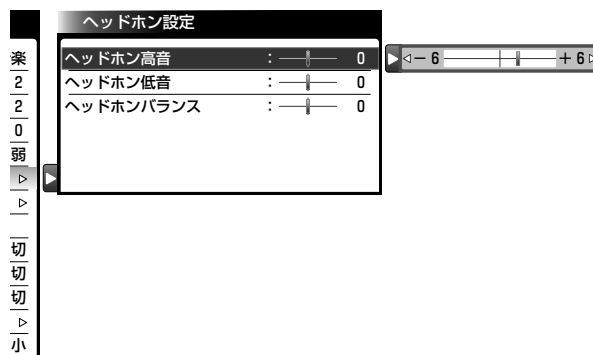 ヘッドホン設定
ヘッドホン高音 : 0
ヘッドホン低音 : 0
ヘッドホンバランス : 0
− 6 + 6
楽
2
2
0
弱
切
切
切
小